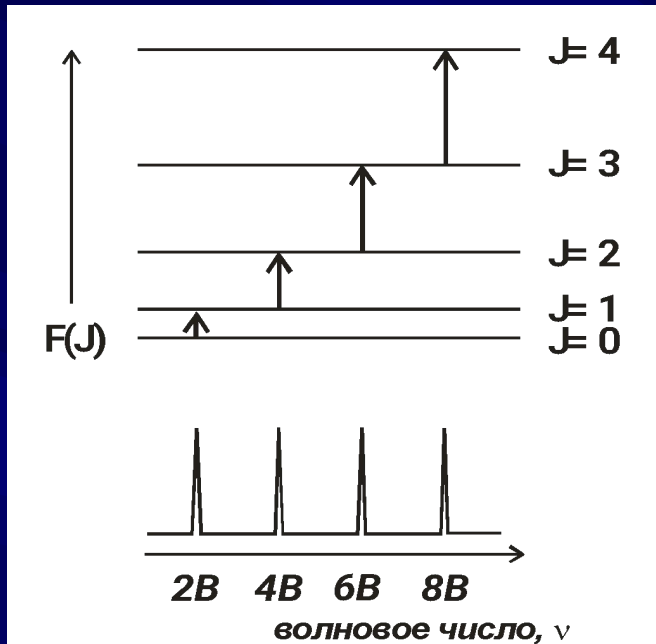 J= 4
J= 3
J= 2
J= 1
F(J)
J= 0
2B 4B 6B 8B
волновое число, ν